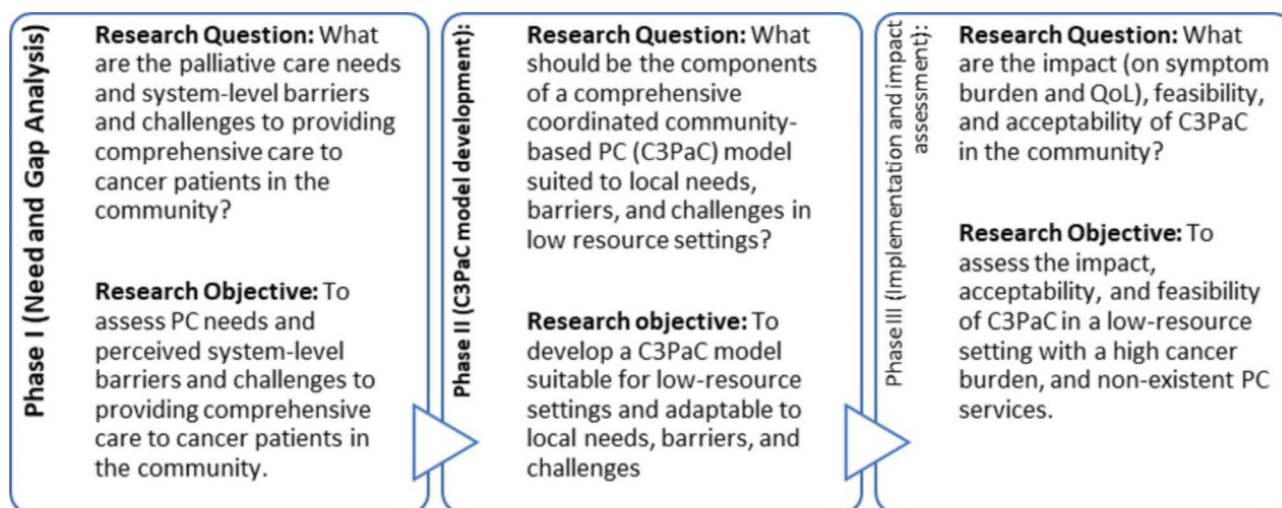 Phase I (Need and Gap Analysis)
Research Question: What
are the palliative care needs
and system-level barriers
and challenges to providing
comprehensive care to
cancer patients in the
community?
Research Objective: To
assess PC needs and
perceived system-level
barriers and challenges to
providing comprehensive
care to cancer patients in
the community.
Phase II (C3PaC model development):
Research Question: What
should be the components
of a comprehensive
coordinated community-
based PC (C3PaC) model
suited to local needs,
barriers, and challenges in
low resource settings?
Research objective: To
develop a C3PaC model
suitable for low-resource
settings and adaptable to
local needs, barriers, and
challenges
Phase III (Implementation and impact
assessment):
Research Question: What
are the impact (on symptom
burden and QoL), feasibility,
and acceptability of C3PaC
in the community?
Research Objective: To
assess the impact,
acceptability, and feasibility
of C3PaC in a low-resource
setting with a high cancer
burden, and non-existent PC
services.